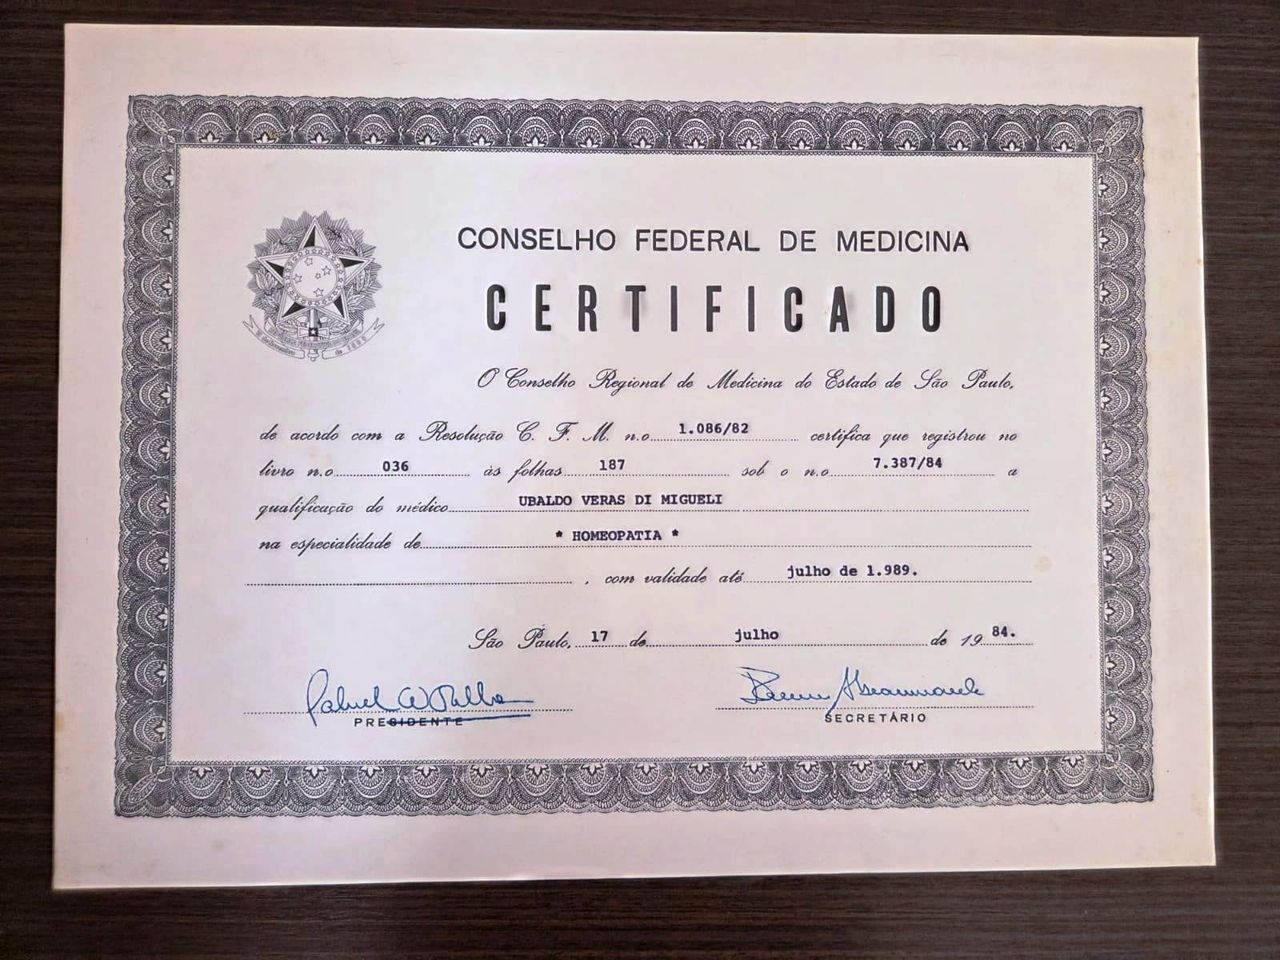 CONSELHO FEDERAL DE MEDICINA
CERTIFICADO
O Conselho Regional de Medicina do Estado de São Paulo,
de acordo com a Resolução C. F. M. n.o 1.086/82 certifica que registrou no
livro n.o 036 às folhas 187 sob o n.o 7.387/84 a
qualificação do médico UBALDO VERAS DI MIGUELI
na especialidade de * HOMEOPATIA *
, com validade até julho de 1.989.
São Paulo, 17 de julho de 19 84.
PRESIDENTE
SECRETÁRIO